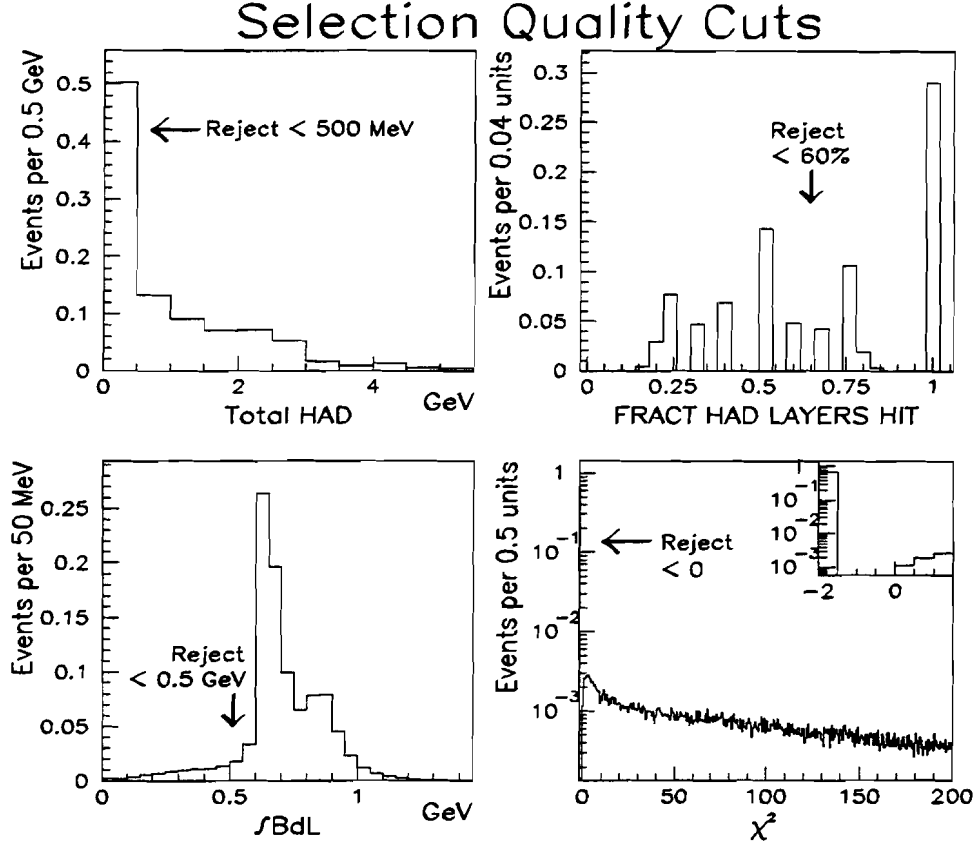 Selection Quality Cuts
Events per 0.5 GeV
0.5
0.4
0.3
0.2
0.1
0
Reject < 500 MeV
0
2
4
GeV
Total HAD
Events per 0.04 units
0.3
0.25
0.2
0.15
0.1
0.05
0
Reject
< 60%
0
0.25
0.5
0.75
1
FRACT HAD LAYERS HIT
Events per 50 MeV
0.25
0.2
0.15
0.1
0.05
0
Reject
< 0.5 GeV
0
0.5
1
GeV
∫BdL
Events per 0.5 units
1
10⁻¹
10⁻²
10⁻³
Reject
< 0
1
10⁻¹
10⁻²
10⁻³
-2
0
0
50
100
150
200
χ²